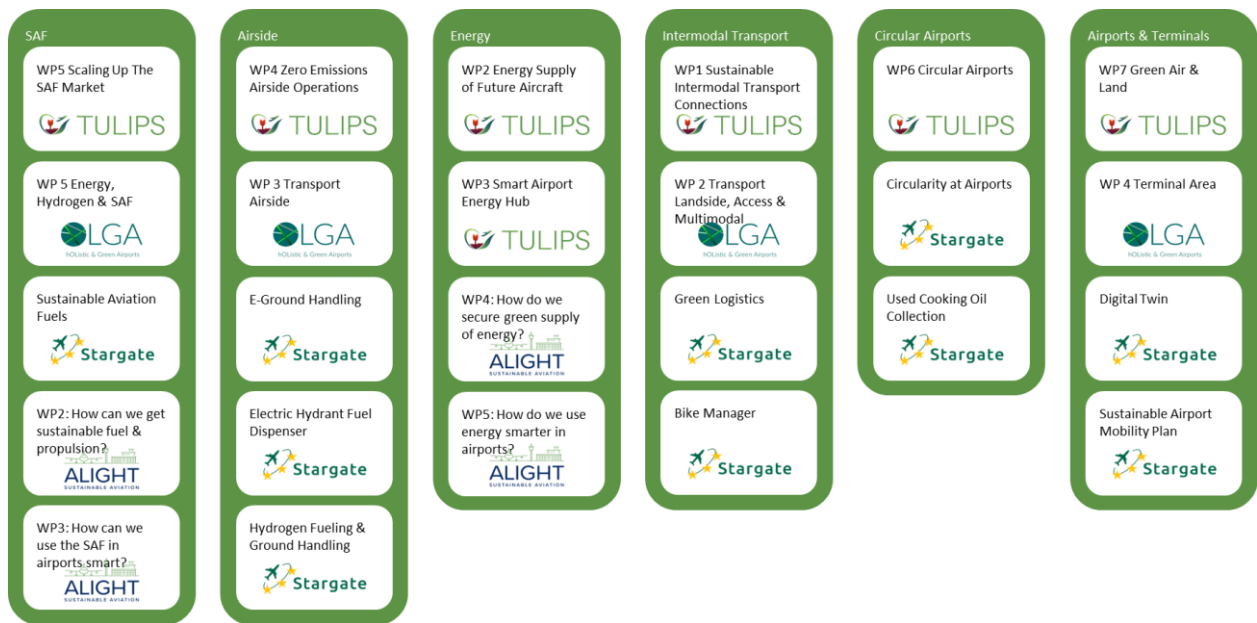 SAF
WP5 Scaling Up The
SAF Market
TULIPS
WP 5 Energy,
Hydrogen & SAF
OLGA
hOListic & Green Airports
Sustainable Aviation
Fuels
Stargate
WP2: How can we get
sustainable fuel &
propulsion?
ALIGHT
SUSTAINABLE AVIATION
WP3: How can we
use the SAF in
airports smart?
ALIGHT
SUSTAINABLE AVIATION
Airside
WP4 Zero Emissions
Airside Operations
TULIPS
WP 3 Transport
Airside
OLGA
hOListic & Green Airports
E-Ground Handling
Stargate
Electric Hydrant Fuel
Dispenser
Stargate
Hydrogen Fueling &
Ground Handling
Stargate
Energy
WP2 Energy Supply
of Future Aircraft
TULIPS
WP3 Smart Airport
Energy Hub
TULIPS
WP4: How do we
secure green supply
of energy?
ALIGHT
SUSTAINABLE AVIATION
WP5: How do we use
energy smarter in
airports?
ALIGHT
SUSTAINABLE AVIATION
Intermodal Transport
WP1 Sustainable
Intermodal Transport
Connections
TULIPS
WP 2 Transport
Landside, Access &
Multimodal
OLGA
hOListic & Green Airports
Green Logistics
Stargate
Bike Manager
Stargate
Circular Airports
WP6 Circular Airports
TULIPS
Circularity at Airports
Stargate
Used Cooking Oil
Collection
Stargate
Airports & Terminals
WP7 Green Air &
Land
TULIPS
WP 4 Terminal Area
OLGA
hOListic & Green Airports
Digital Twin
Stargate
Sustainable Airport
Mobility Plan
Stargate